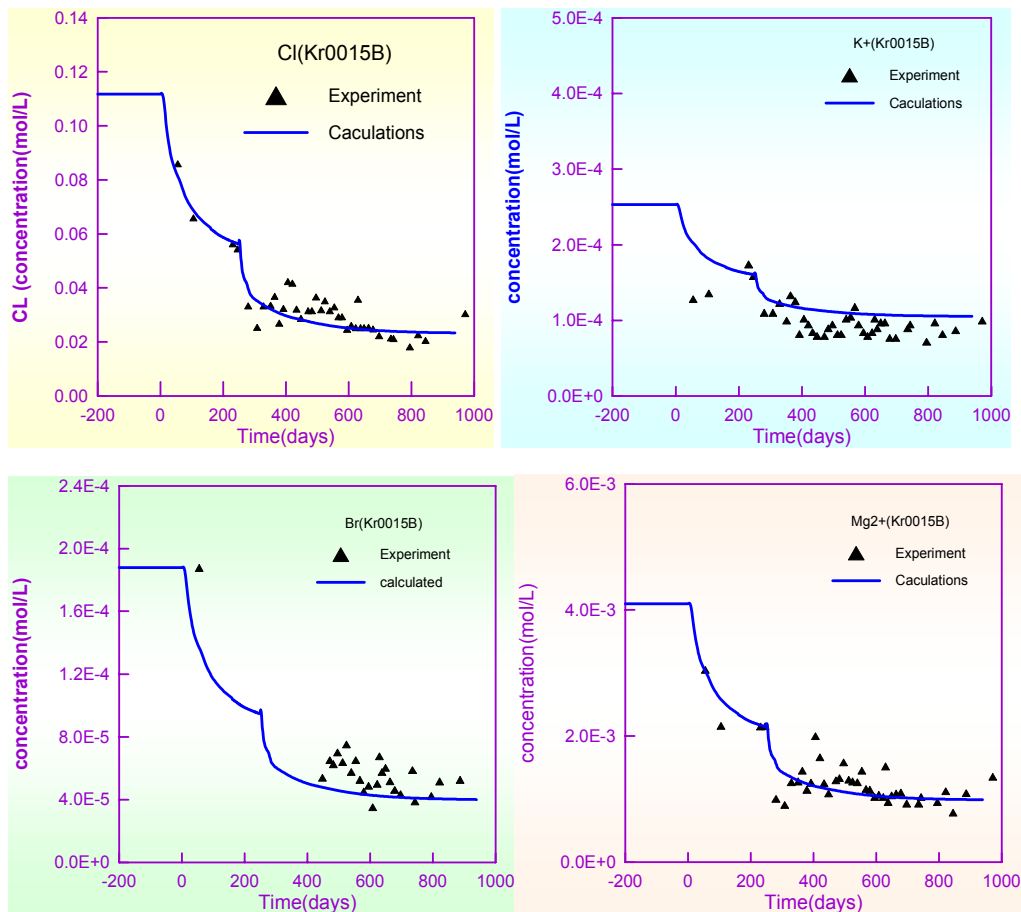 0.14
0.12
0.10
0.08
0.06
0.04
0.02
0.00
CL (concentration(mol/L)
Cl(Kr0015B)
Experiment
Caculations
-200 0 200 400 600 800 1000
Time(days)
5.0E-4
4.0E-4
3.0E-4
2.0E-4
1.0E-4
0.0E+0
concentration(mol/L)
K+(Kr0015B)
Experiment
Caculations
-200 0 200 400 600 800 1000
Time(days)
2.4E-4
2.0E-4
1.6E-4
1.2E-4
8.0E-5
4.0E-5
0.0E+0
concentration(mol/L)
Br(Kr0015B)
Experiment
calculated
-200 0 200 400 600 800 1000
Time(days)
6.0E-3
4.0E-3
2.0E-3
0.0E+0
concentration(mol/L)
Mg2+(Kr0015B)
Experiment
Caculations
-200 0 200 400 600 800 1000
Time(days)